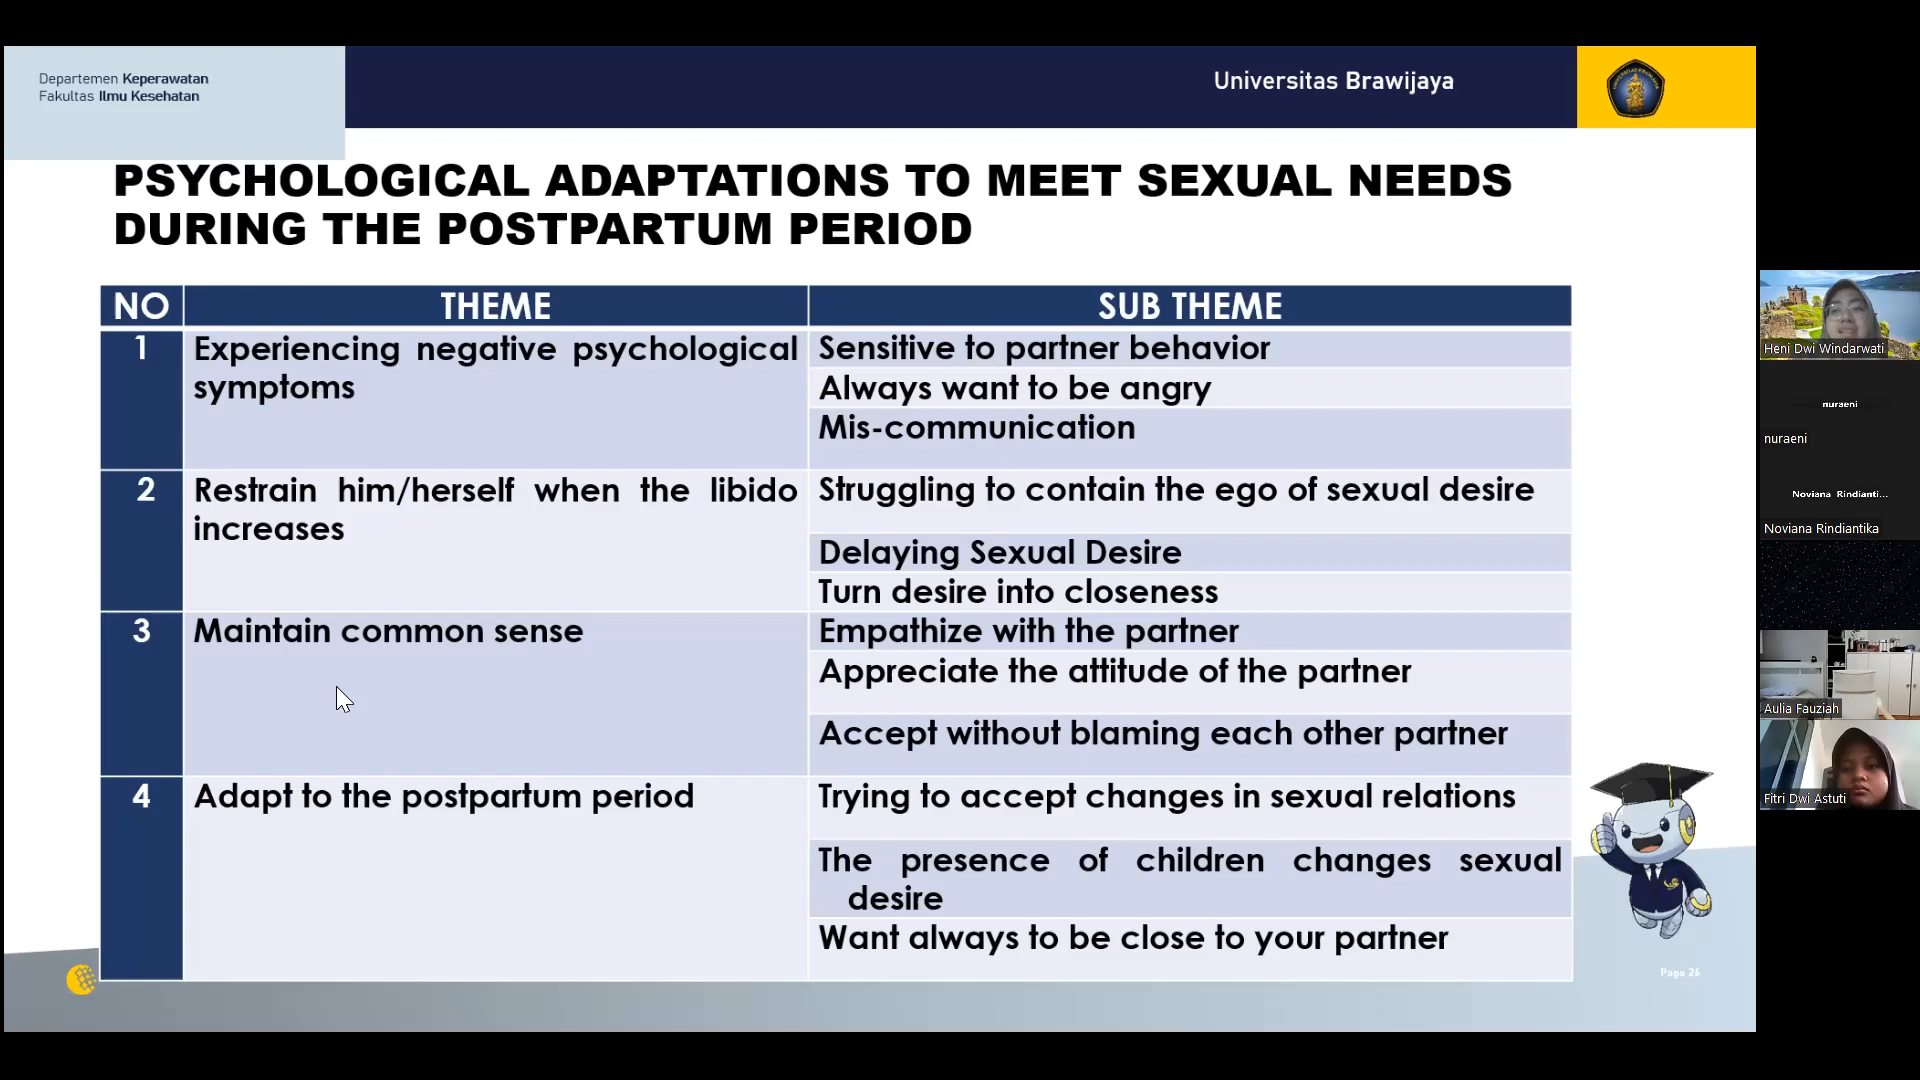 Departemen Keperawatan
Fakultas Ilmu Kesehatan
Universitas Brawijaya
PSYCHOLOGICAL ADAPTATIONS TO MEET SEXUAL NEEDS
DURING THE POSTPARTUM PERIOD
NO THEME SUB THEME
1 Experiencing negative psychological
symptoms
Sensitive to partner behavior
Always want to be angry
Mis-communication
2 Restrain him/herself when the libido
increases
Struggling to contain the ego of sexual desire
Delaying Sexual Desire
Turn desire into closeness
3 Maintain common sense
Empathize with the partner
Appreciate the attitude of the partner
Accept without blaming each other partner
4 Adapt to the postpartum period
Trying to accept changes in sexual relations
The presence of children changes sexual
desire
Want always to be close to your partner
Page 26
Heni Dwi Windarwati
nuraeni
nuraeni
Noviana Rindianti...
Noviana Rindiantika
Aulia Fauziah
Fitri Dwi Astuti